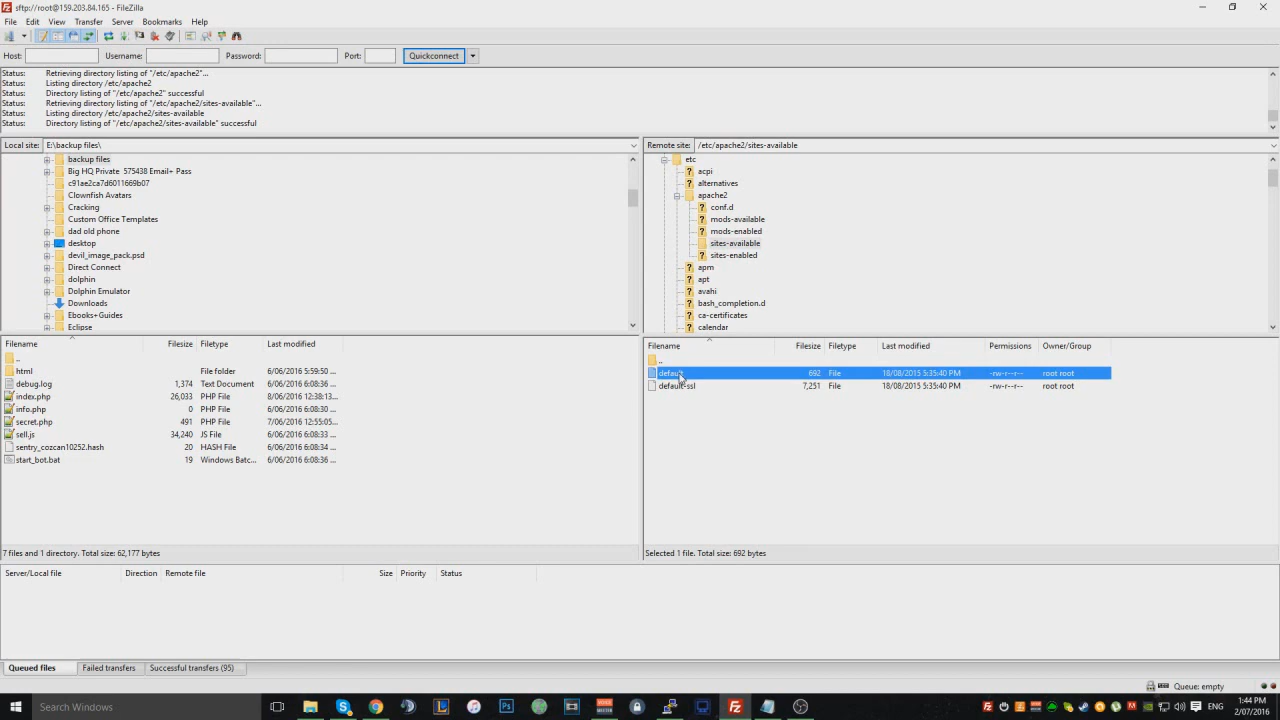 sftp://root@159.203.84.165 - FileZilla
File Edit View Transfer Server Bookmarks Help
Host: Username: Password: Port: Quickconnect
Status: Retrieving directory listing of "/etc/apache2"...
Status: Listing directory /etc/apache2
Status: Directory listing of "/etc/apache2" successful
Status: Retrieving directory listing of "/etc/apache2/sites-available"...
Status: Listing directory /etc/apache2/sites-available
Status: Directory listing of "/etc/apache2/sites-available" successful
Local site: E:\backup files\
backup files
Big HQ Private 575438 Email+ Pass
c91ae2ca7d6011669b07
Clownfish Avatars
Cracking
Custom Office Templates
dad old phone
desktop
devil_image_pack.psd
Direct Connect
dolphin
Dolphin Emulator
Downloads
Ebooks+Guides
Eclipse
Remote site: /etc/apache2/sites-available
etc
acpi
alternatives
apache2
conf.d
mods-available
mods-enabled
sites-available
sites-enabled
apm
apt
avahi
bash_completion.d
ca-certificates
calendar
Filename Filesize Filetype Last modified
..
html File folder 6/06/2016 5:59:50 ...
debug.log 1,374 Text Document 6/06/2016 6:08:36 ...
index.php 26,033 PHP File 8/06/2016 12:38:13...
info.php 0 PHP File 6/06/2016 6:08:30 ...
secret.php 491 PHP File 7/06/2016 12:55:05...
sell.js 34,240 JS File 6/06/2016 6:08:33 ...
sentry_cozcan10252.hash 20 HASH File 6/06/2016 6:08:34 ...
start_bot.bat 19 Windows Batc... 6/06/2016 6:08:36 ...
7 files and 1 directory. Total size: 62,177 bytes
Filename Filesize Filetype Last modified Permissions Owner/Group
..
default 692 File 18/08/2015 5:35:40 PM -rw-r--r-- root root
default-ssl 7,251 File 18/08/2015 5:35:40 PM -rw-r--r-- root root
Selected 1 file. Total size: 692 bytes
Server/Local file Direction Remote file Size Priority Status
Queued files Failed transfers Successful transfers (95)
Queue: empty
Search Windows
ENG
1:44 PM
2/07/2016